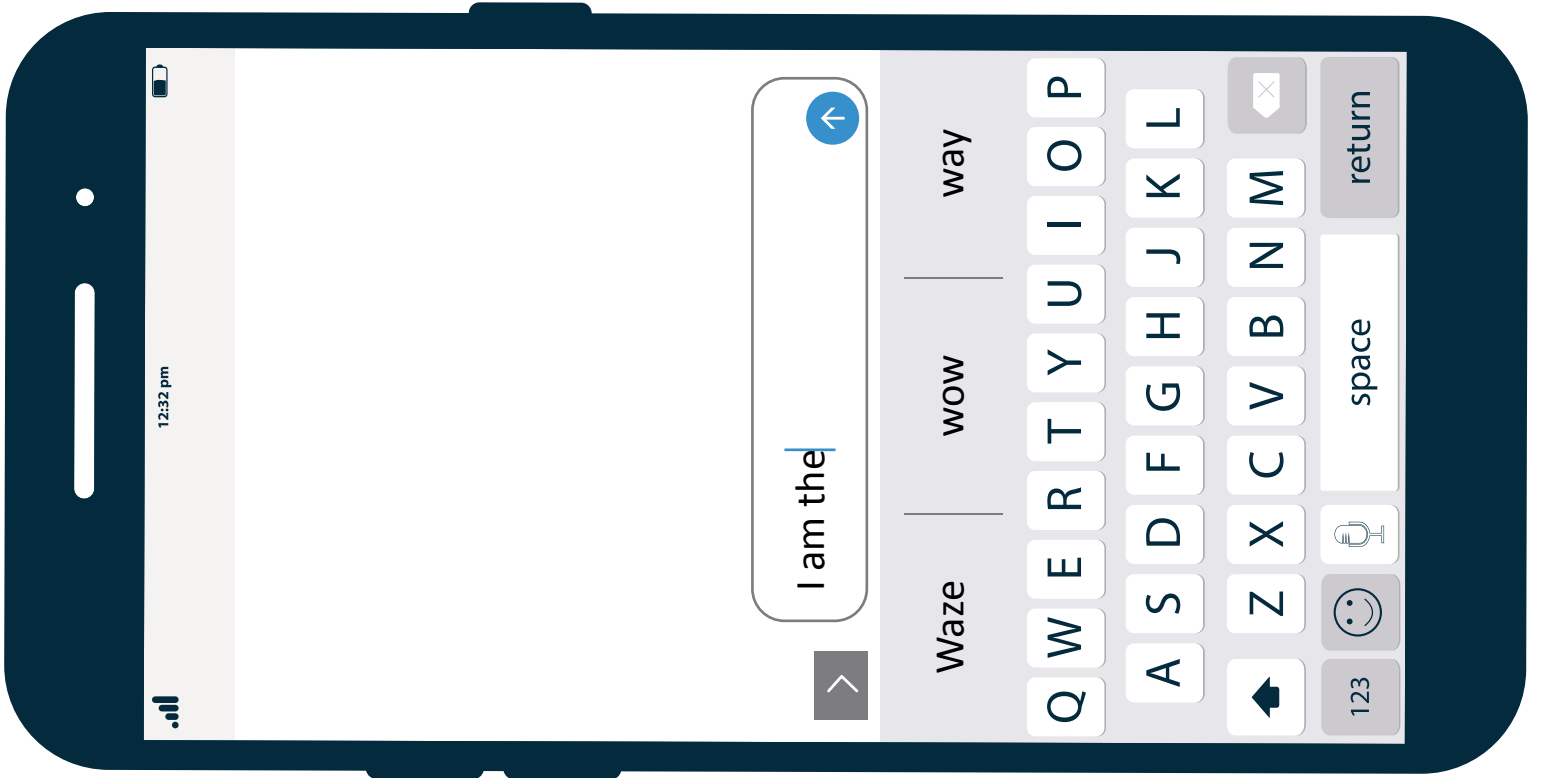 12:32 pm
I am the
Waze wow way
Q W E R T Y U I O P
A S D F G H J K L
Z X C V B N M
123 space return